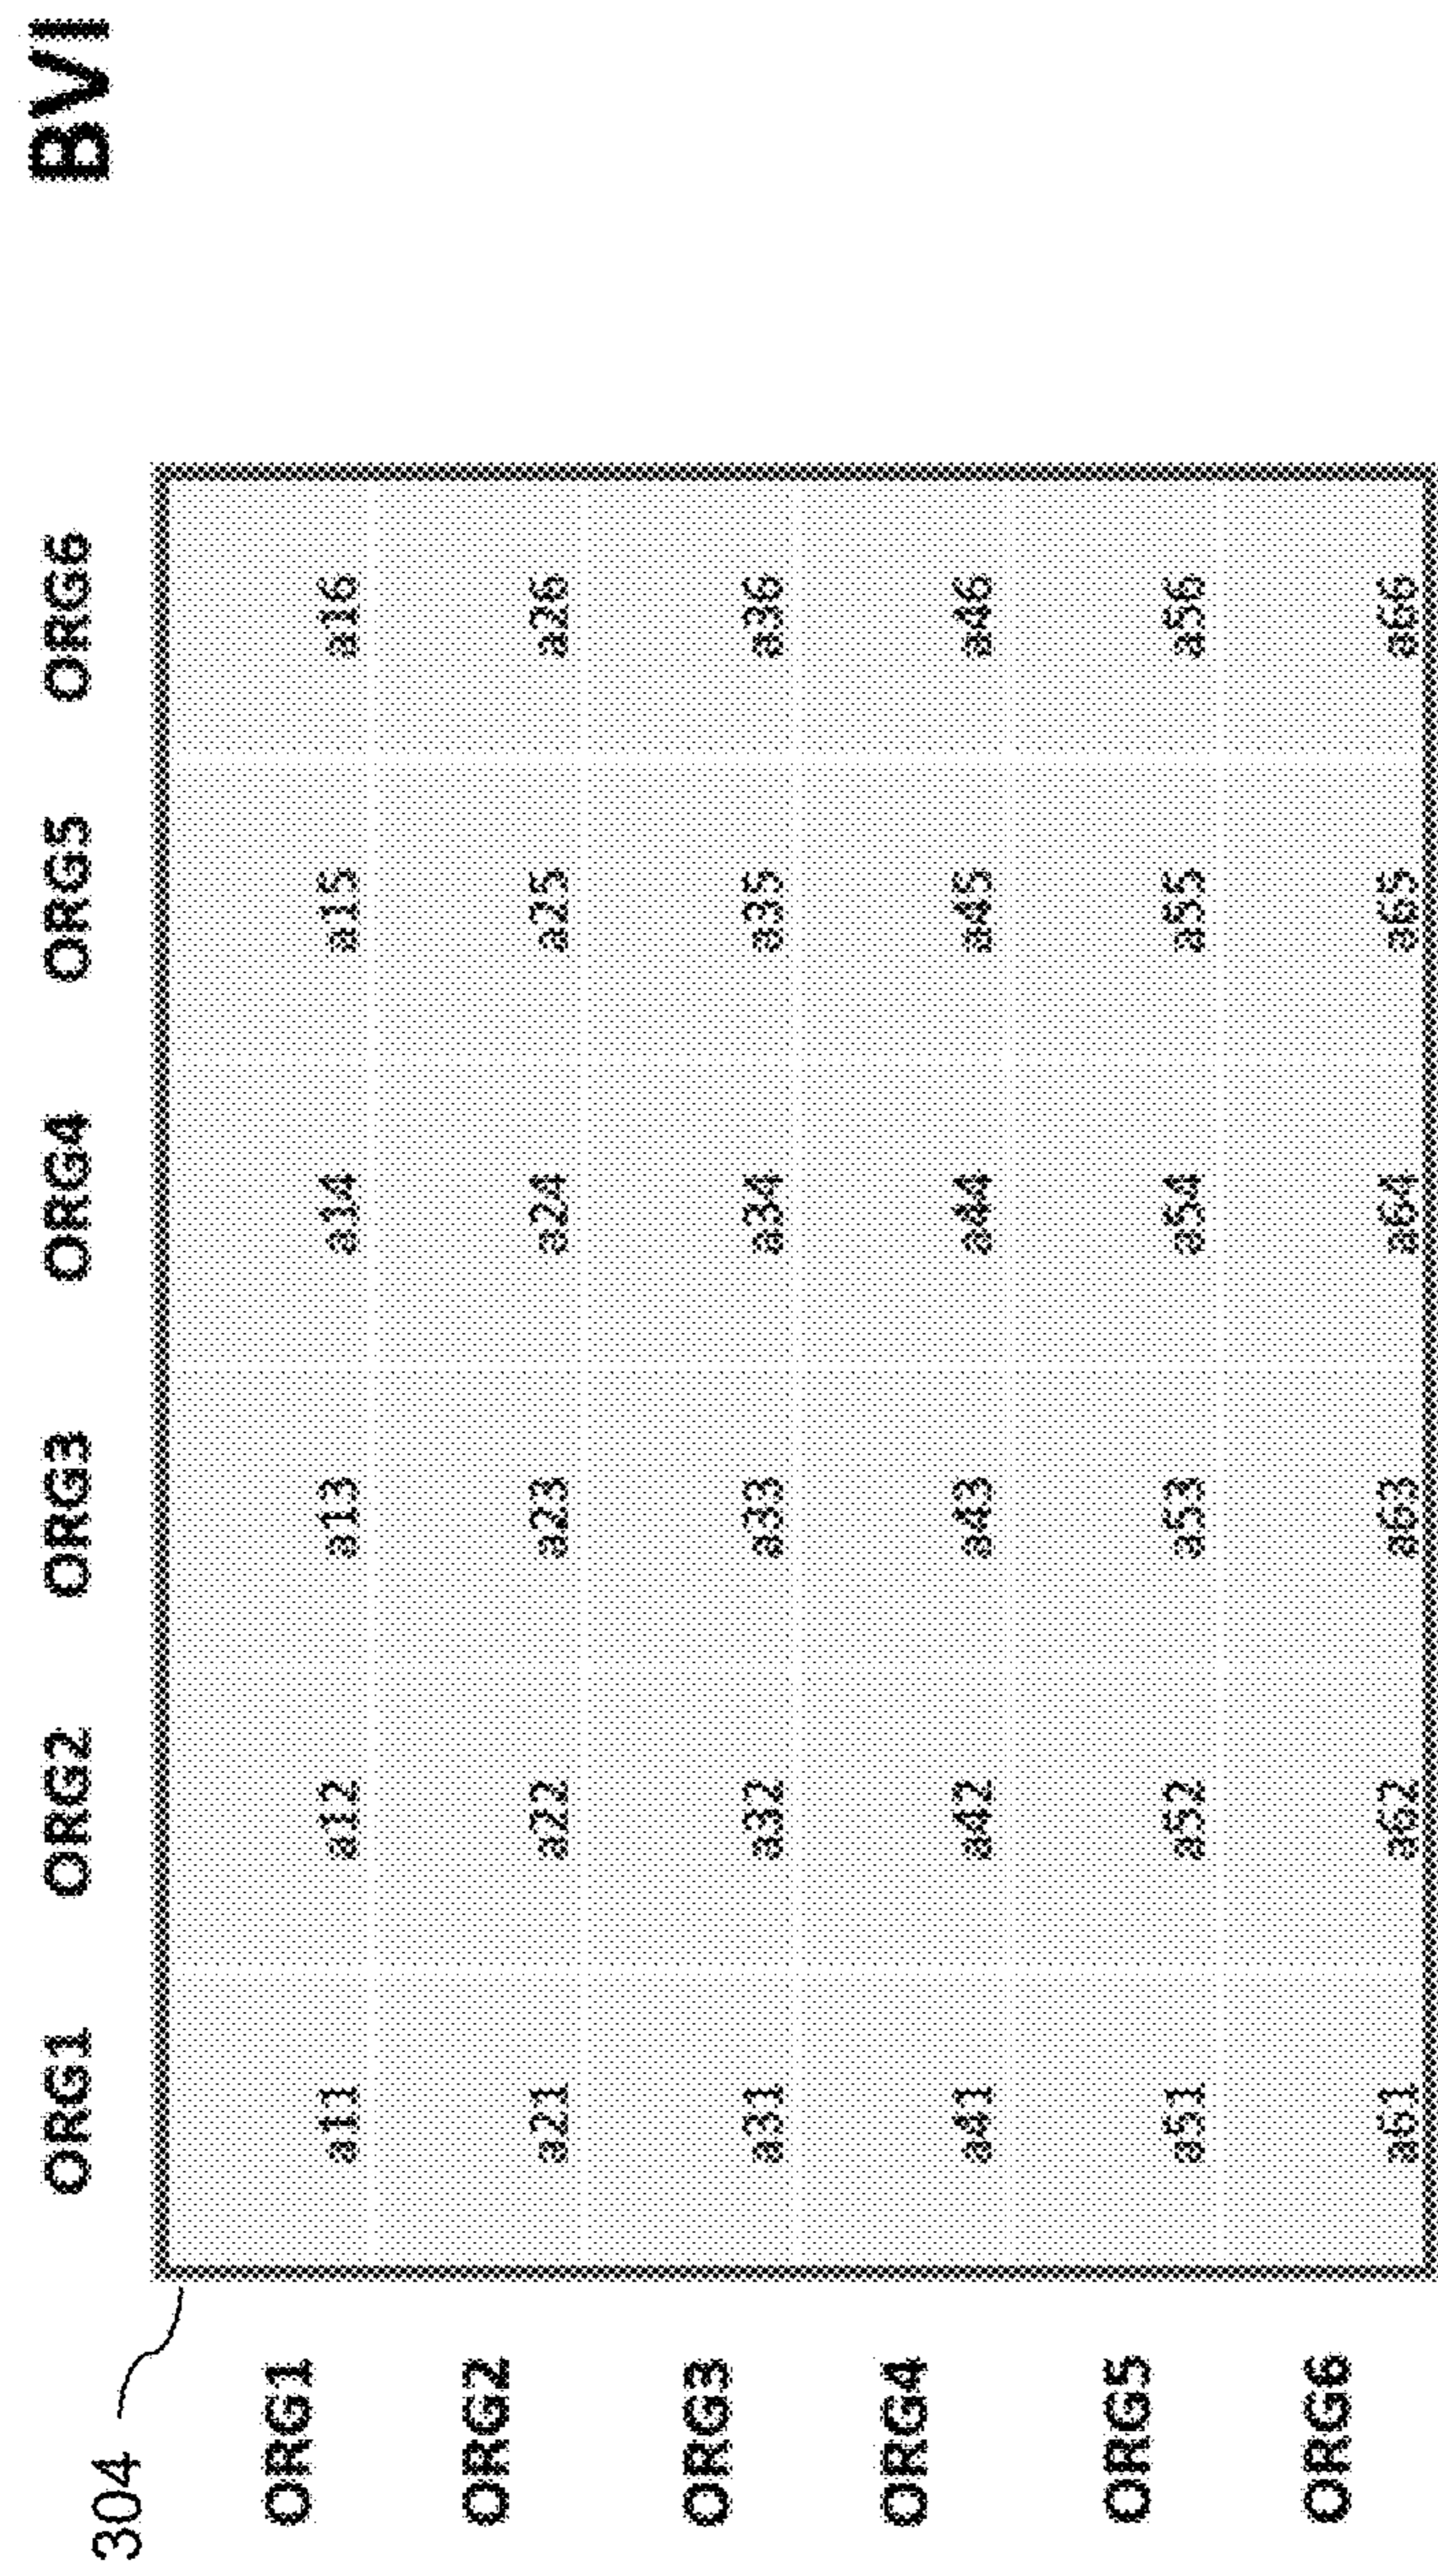 BVI
304
ORG1 ORG2 ORG3 ORG4 ORG5 ORG6
ORG1 a11 a12 a13 a14 a15 a16
ORG2 a21 a22 a23 a24 a25 a26
ORG3 a31 a32 a33 a34 a35 a36
ORG4 a41 a42 a43 a44 a45 a46
ORG5 a51 a52 a53 a54 a55 a56
ORG6 a61 a62 a63 a64 a65 a66